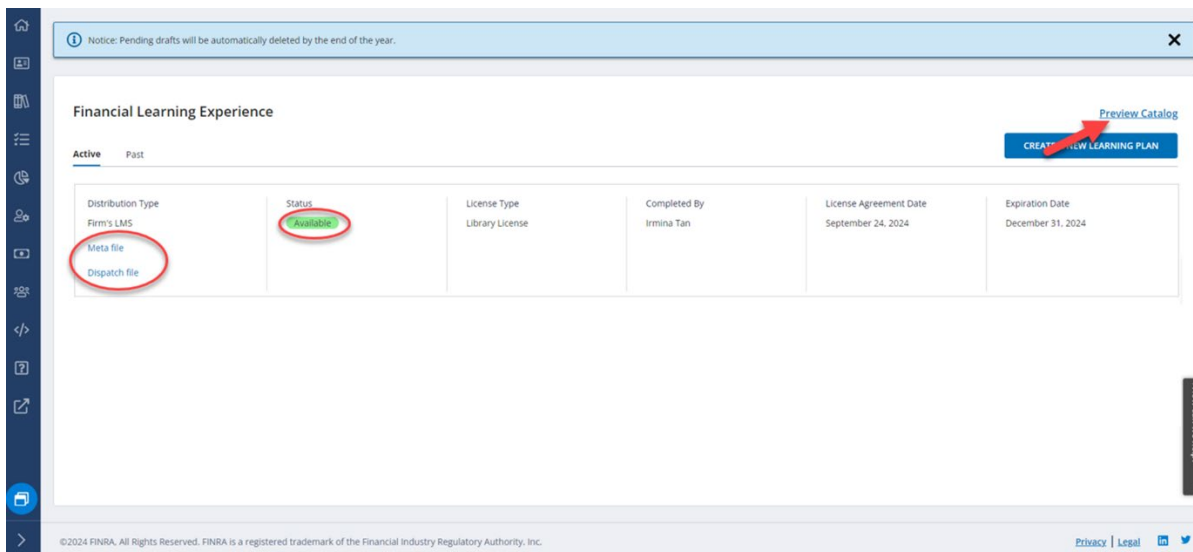 Notice: Pending drafts will be automatically deleted by the end of the year.
Financial Learning Experience
Preview Catalog
NEW LEARNING PLAN
Active Past
Distribution Type Status License Type Completed By License Agreement Date Expiration Date
Firm's LMS Available Library License Irmina Tan September 24, 2024 December 31, 2024
Meta file
Dispatch file
©2024 FINRA. All Rights Reserved. FINRA is a registered trademark of the Financial Industry Regulatory Authority, Inc.
Privacy | Legal